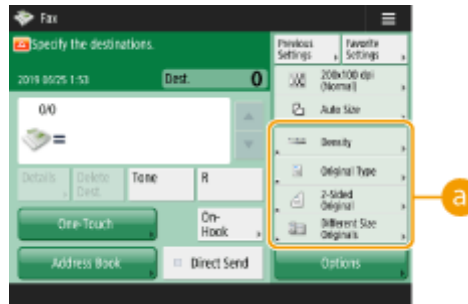 Fax
Specify the destinations.
Previous Settings
Favorite Settings
2019 06/25 1:53
Dest. 0
200x100 dpi
(Normal)
0/0
Auto Size
=
Density
Original Type
Details
Delete
Dest.
Tone
R
2-Sided
Original
One-Touch
On-
Hook
Different Size
Originals
Address Book
Direct Send
Options
a